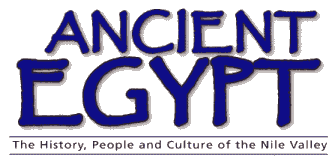 ANCIENT
EGYPT
The History, People and Culture of the Nile Valley